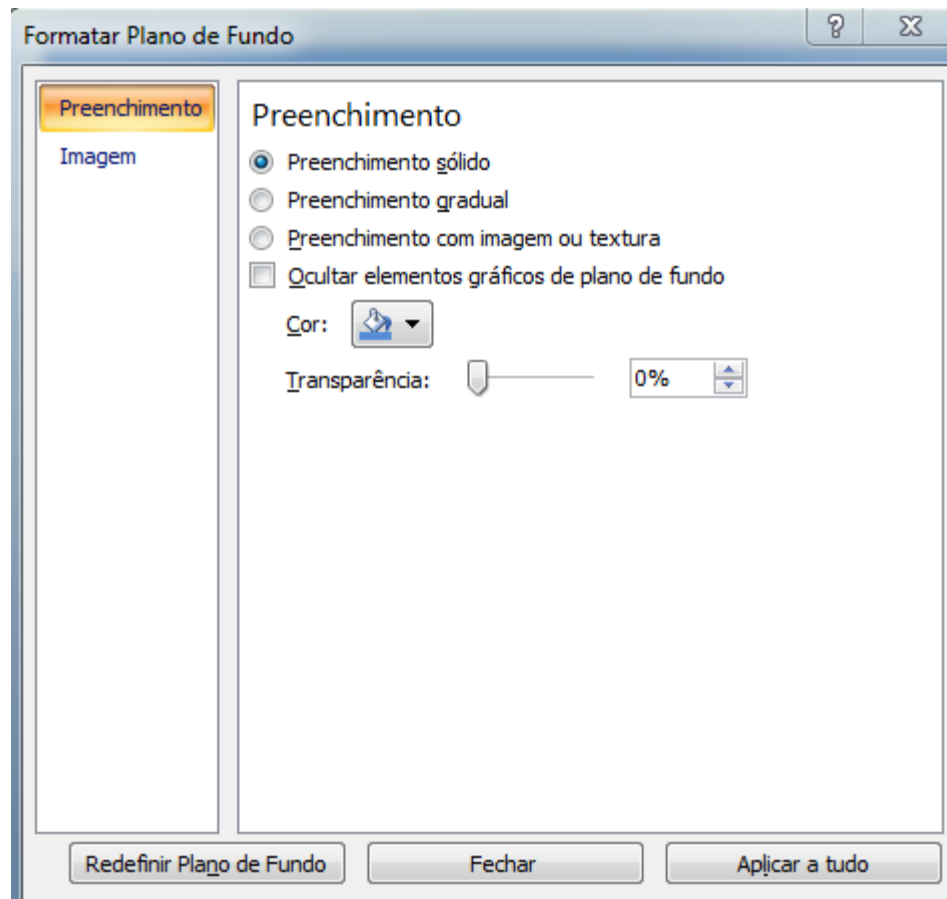 Formatar Plano de Fundo
Preenchimento
Imagem
Preenchimento
Preenchimento sólido
Preenchimento gradual
Preenchimento com imagem ou textura
Ocultar elementos gráficos de plano de fundo
Cor:
Transparência: 0%
Redefinir Plano de Fundo Fechar Aplicar a tudo